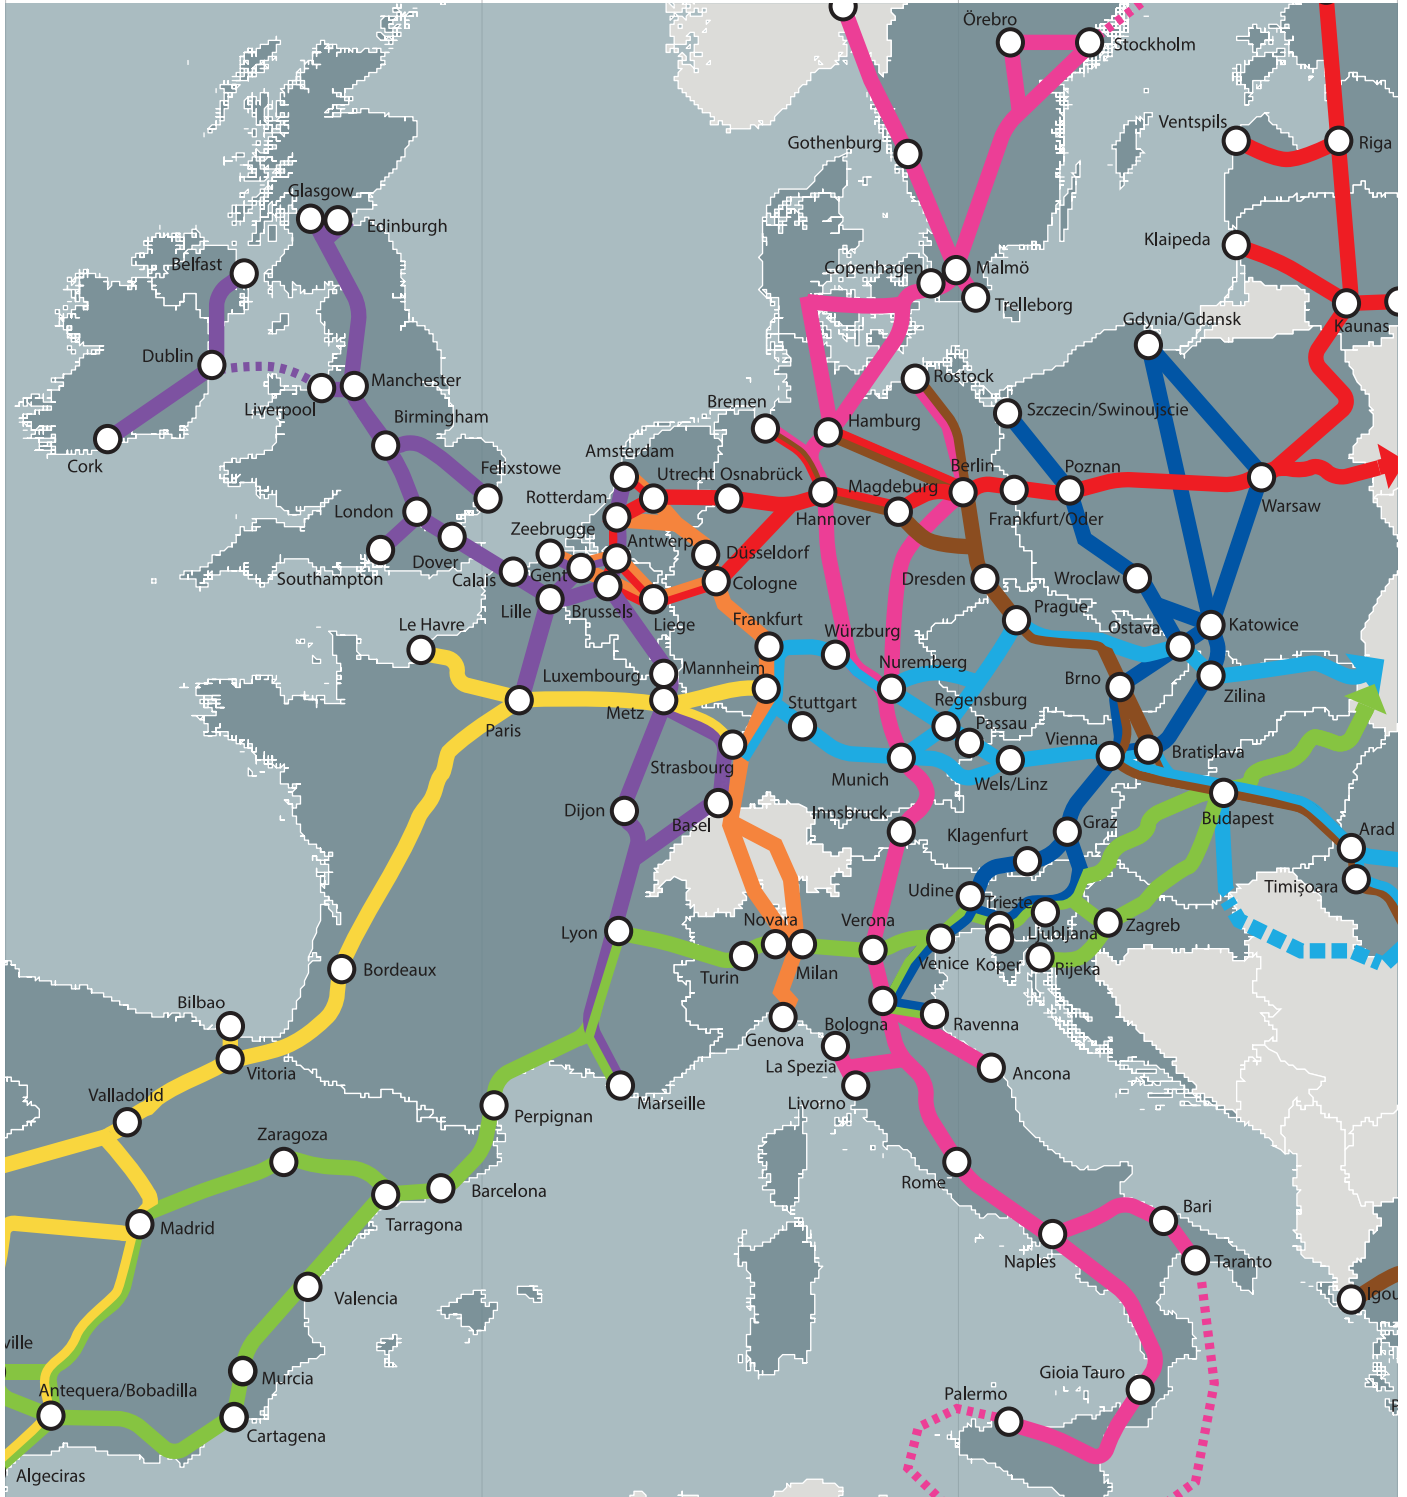 Örebro
Stockholm
Ventspils
Riga
Gothenburg
Glasgow
Edinburgh
Klaipeda
Belfast
Copenhagen
Malmö
Trelleborg
Gdynia/Gdansk
Kaunas
Dublin
Manchester
Rostock
Liverpool
Birmingham
Bremen
Hamburg
Szczecin/Swinoujscie
Cork
Felixstowe
Amsterdam
Utrecht
Osnabrück
Berlin
Poznan
Rotterdam
Magdeburg
London
Zeebrugge
Hannover
Frankfurt/Oder
Warsaw
Antwerp
Düsseldorf
Dover
Southampton
Calais
Gent
Cologne
Dresden
Wroclaw
Lille
Brussels
Liege
Prague
Le Havre
Frankfurt
Würzburg
Ostava
Katowice
Luxembourg
Mannheim
Nuremberg
Brno
Zilina
Paris
Metz
Stuttgart
Regensburg
Passau
Vienna
Bratislava
Strasbourg
Munich
Wels/Linz
Dijon
Basel
Innsbruck
Klagenfurt
Graz
Budapest
Arad
Timişoara
Udine
Trieste
Lyon
Novara
Verona
Ljubljana
Zagreb
Turin
Milan
Venice
Koper
Rijeka
Bordeaux
Bilbao
Genova
Bologna
Ravenna
Vitoria
La Spezia
Ancona
Valladolid
Perpignan
Marseille
Livorno
Zaragoza
Barcelona
Rome
Tarragona
Madrid
Bari
Naples
Taranto
Valencia
Igou
ville
Murcia
Gioia Tauro
Antequera/Bobadilla
Palermo
Cartagena
Algeciras